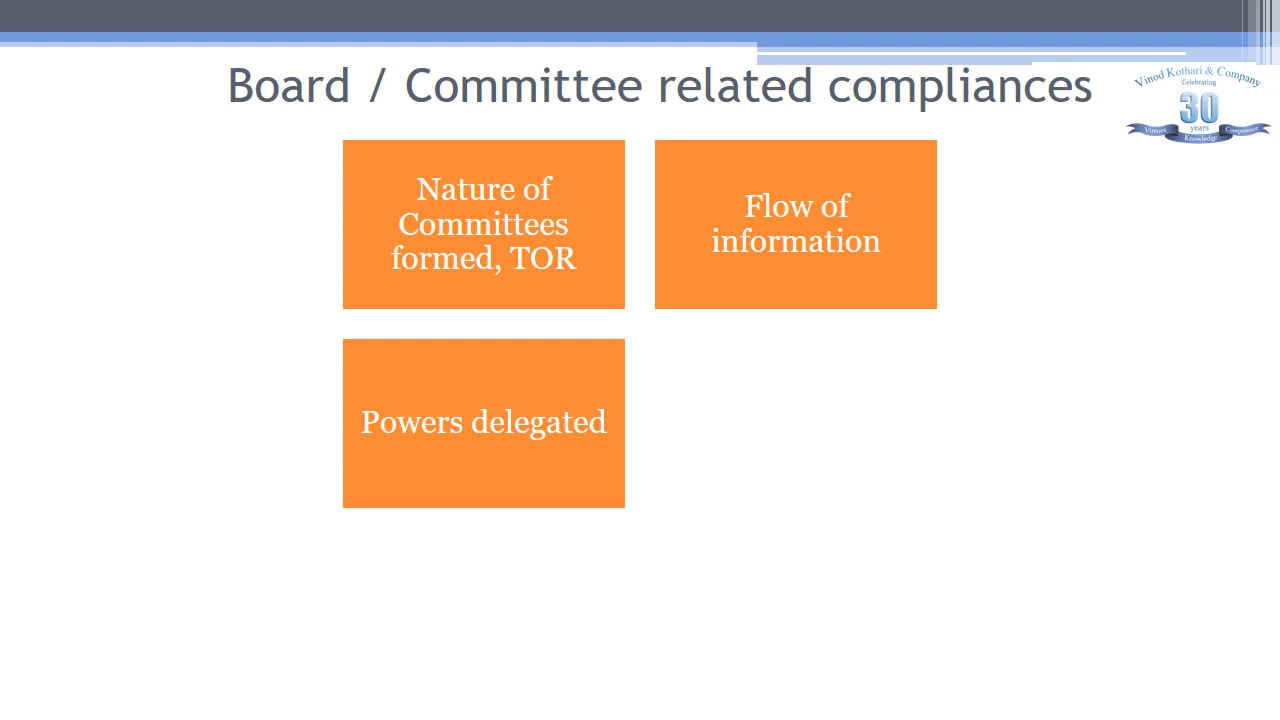 Board / Committee related compliances
Vinod Kothari & Company
Celebrating
30
years
Virtues
Knowledge
Competence
Nature of
Committees
formed, TOR
Flow of
information
Powers delegated